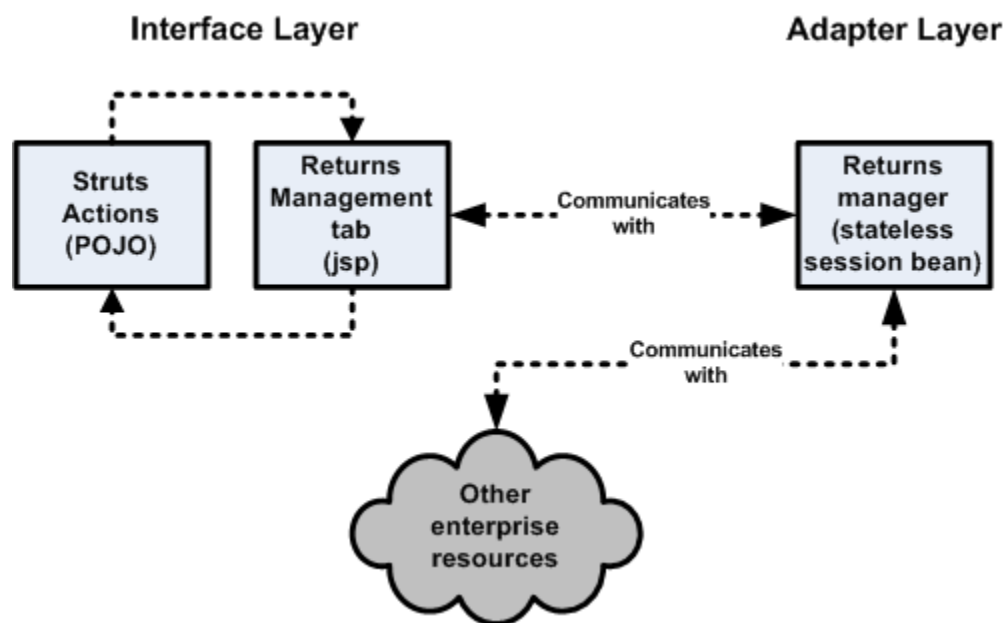 Interface Layer
Adapter Layer
Struts
Actions
(POJO)
Returns
Management
tab
(jsp)
Communicates
with
Returns
manager
(stateless
session bean)
Communicates
with
Other
enterprise
resources